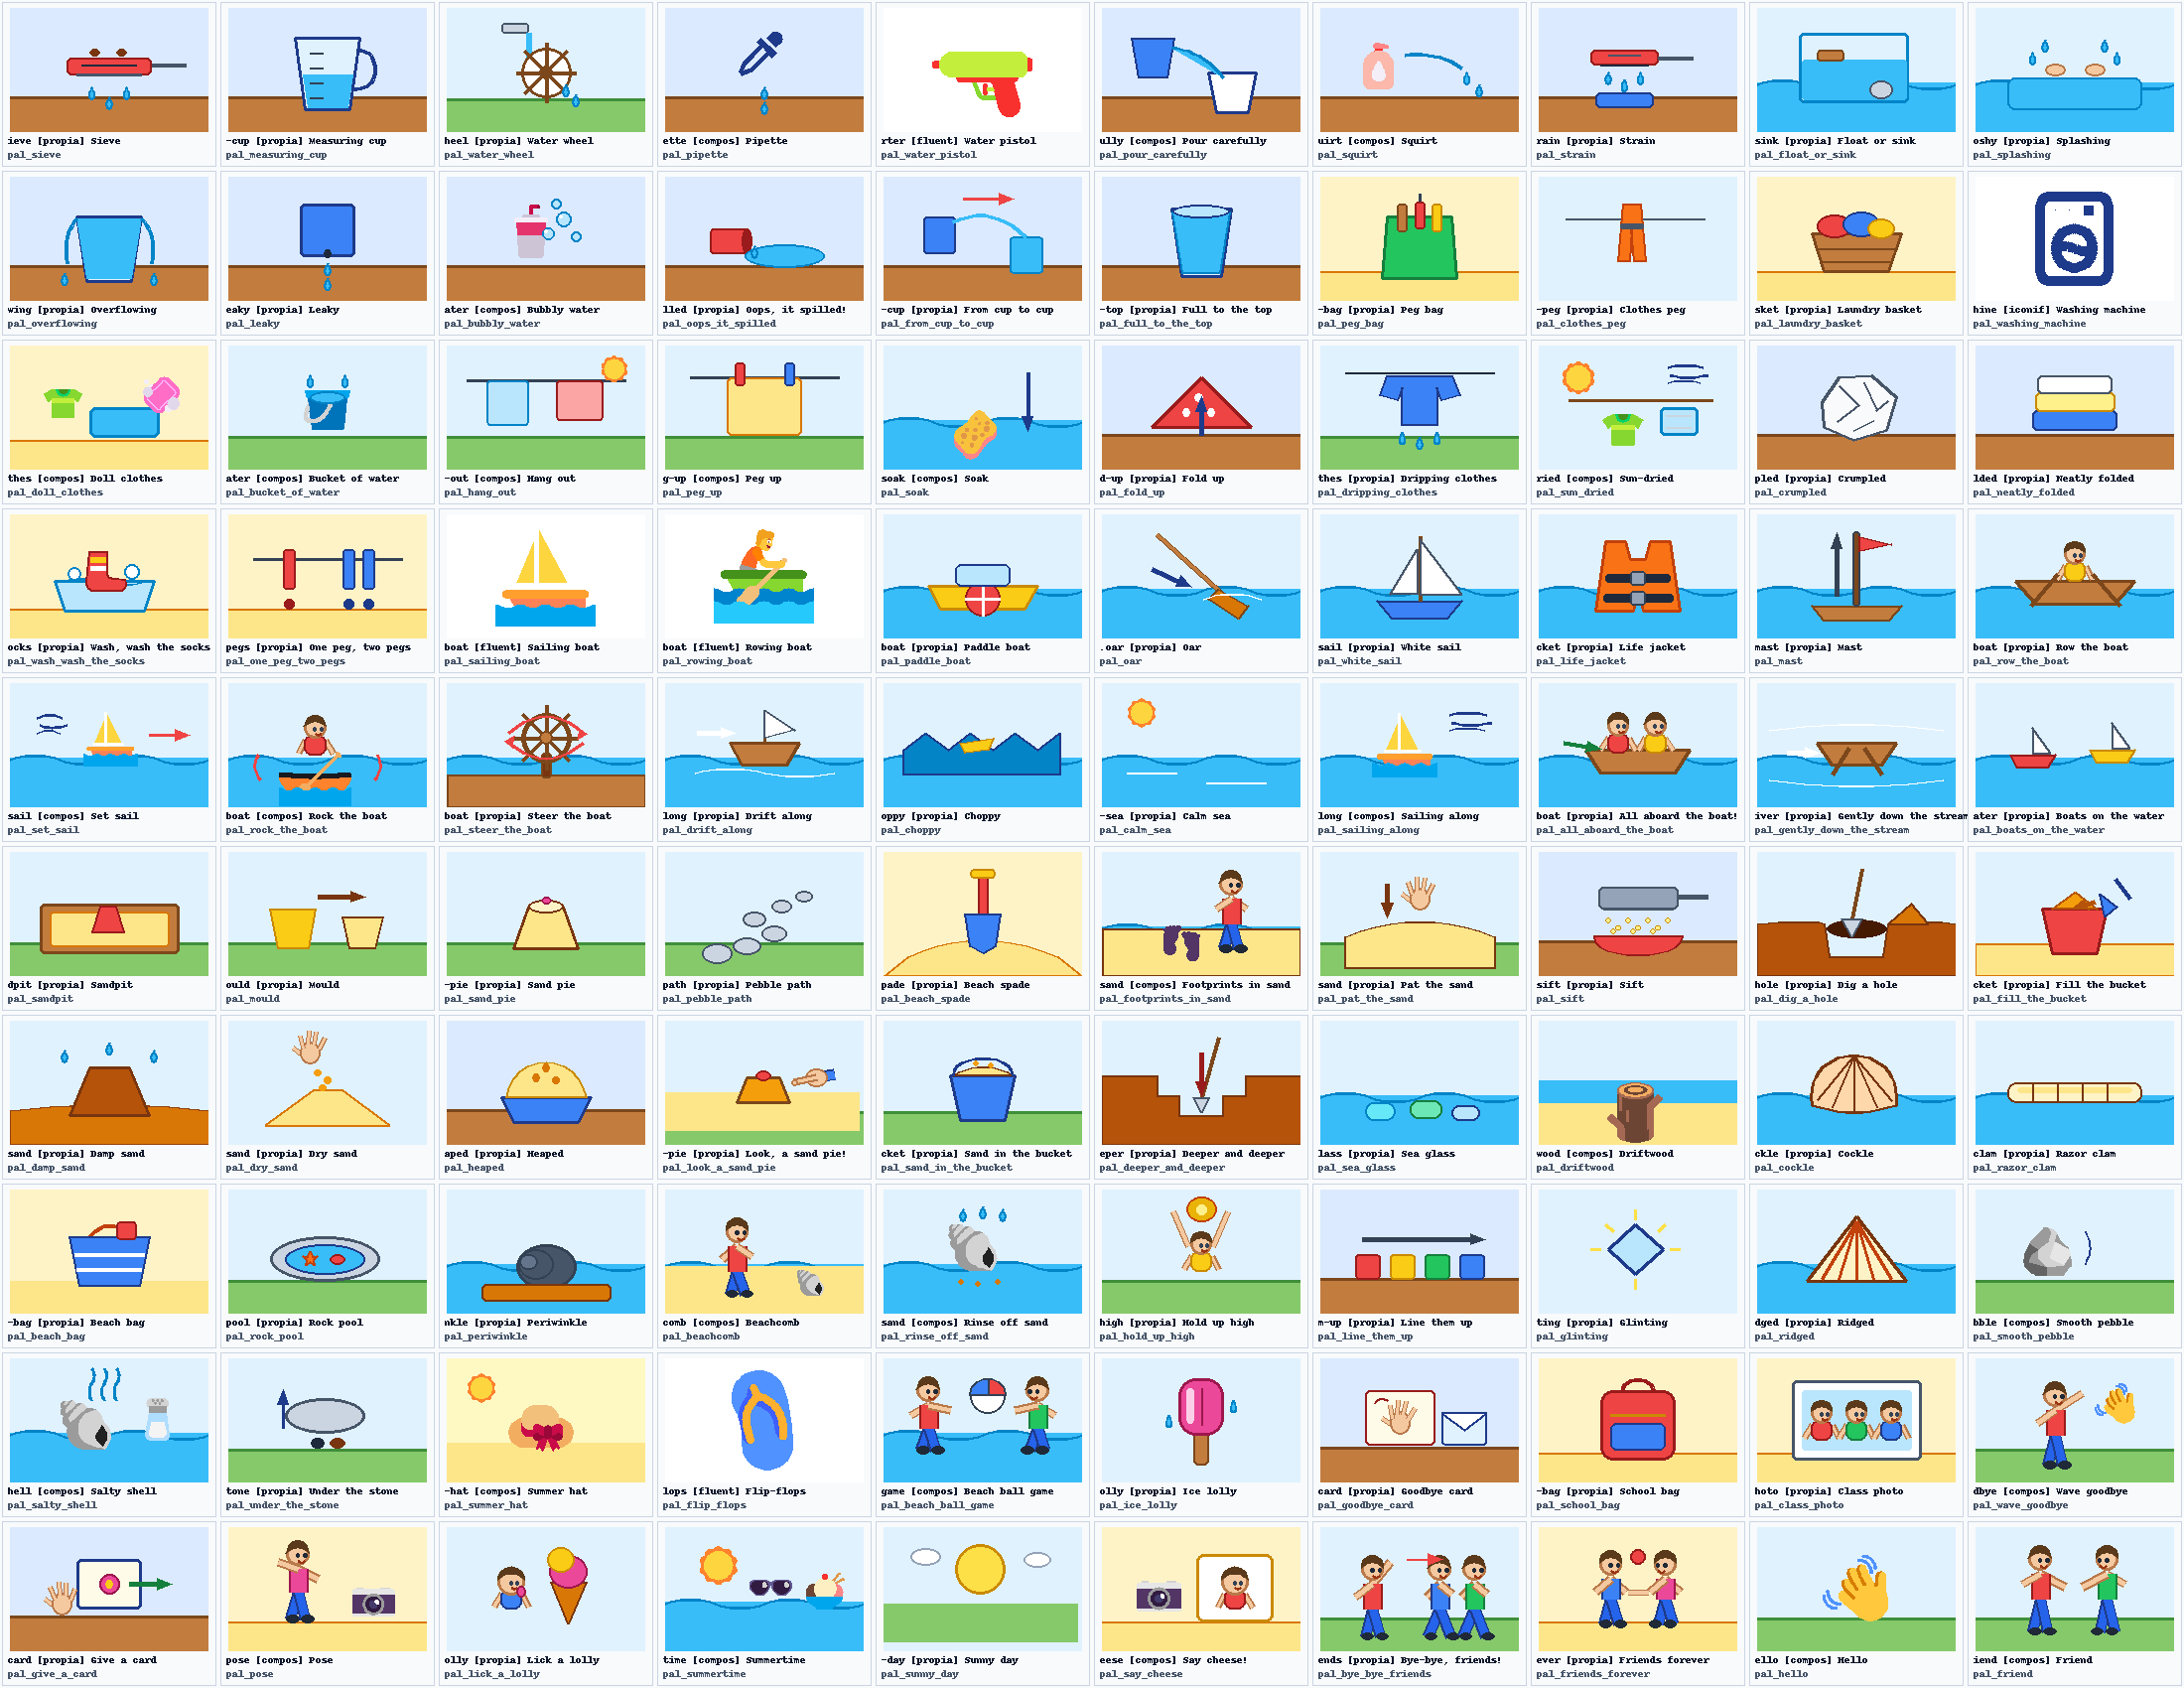 ieve [propia] Sieve
pal_sieve
-cup [propia] Measuring cup
pal_measuring_cup
heel [propia] Water wheel
pal_water_wheel
ette [compos] Pipette
pal_pipette
rter [fluent] Water pistol
pal_water_pistol
ully [compos] Pour carefully
pal_pour_carefully
uirt [compos] Squirt
pal_squirt
rain [propia] Strain
pal_strain
sink [propia] Float or sink
pal_float_or_sink
oshy [propia] Splashing
pal_splashing
wing [propia] Overflowing
pal_overflowing
eaky [propia] Leaky
pal_leaky
ater [compos] Bubbly water
pal_bubbly_water
lled [propia] Oops, it spilled!
pal_oops_it_spilled
-cup [propia] From cup to cup
pal_from_cup_to_cup
-top [propia] Full to the top
pal_full_to_the_top
-bag [propia] Peg bag
pal_peg_bag
-peg [propia] Clothes peg
pal_clothes_peg
sket [propia] Laundry basket
pal_laundry_basket
hine [iconif] Washing machine
pal_washing_machine
thes [compos] Doll clothes
pal_doll_clothes
ater [compos] Bucket of water
pal_bucket_of_water
-out [compos] Hang out
pal_hang_out
g-up [compos] Peg up
pal_peg_up
soak [compos] Soak
pal_soak
d-up [propia] Fold up
pal_fold_up
thes [propia] Dripping clothes
pal_dripping_clothes
ried [compos] Sun-dried
pal_sun_dried
pled [propia] Crumpled
pal_crumpled
lded [propia] Neatly folded
pal_neatly_folded
ocks [propia] Wash, wash the socks
pal_wash_wash_the_socks
pegs [propia] One peg, two pegs
pal_one_peg_two_pegs
boat [fluent] Sailing boat
pal_sailing_boat
boat [fluent] Rowing boat
pal_rowing_boat
boat [propia] Paddle boat
pal_paddle_boat
.oar [propia] Oar
pal_oar
sail [propia] White sail
pal_white_sail
cket [propia] Life jacket
pal_life_jacket
mast [propia] Mast
pal_mast
boat [propia] Row the boat
pal_row_the_boat
sail [compos] Set sail
pal_set_sail
boat [compos] Rock the boat
pal_rock_the_boat
boat [propia] Steer the boat
pal_steer_the_boat
long [propia] Drift along
pal_drift_along
oppy [propia] Choppy
pal_choppy
-sea [propia] Calm sea
pal_calm_sea
long [compos] Sailing along
pal_sailing_along
boat [propia] All aboard the boat!
pal_all_aboard_the_boat
iver [propia] Gently down the stream
pal_gently_down_the_stream
ater [propia] Boats on the water
pal_boats_on_the_water
dpit [propia] Sandpit
pal_sandpit
ould [propia] Mould
pal_mould
-pie [propia] Sand pie
pal_sand_pie
path [propia] Pebble path
pal_pebble_path
pade [propia] Beach spade
pal_beach_spade
sand [compos] Footprints in sand
pal_footprints_in_sand
sand [propia] Pat the sand
pal_pat_the_sand
sift [propia] Sift
pal_sift
hole [propia] Dig a hole
pal_dig_a_hole
cket [propia] Fill the bucket
pal_fill_the_bucket
sand [propia] Damp sand
pal_damp_sand
sand [propia] Dry sand
pal_dry_sand
aped [propia] Heaped
pal_heaped
-pie [propia] Look, a sand pie!
pal_look_a_sand_pie
cket [propia] Sand in the bucket
pal_sand_in_the_bucket
eper [propia] Deeper and deeper
pal_deeper_and_deeper
lass [propia] Sea glass
pal_sea_glass
wood [compos] Driftwood
pal_driftwood
ckle [propia] Cockle
pal_cockle
clam [propia] Razor clam
pal_razor_clam
-bag [propia] Beach bag
pal_beach_bag
pool [propia] Rock pool
pal_rock_pool
nkle [propia] Periwinkle
pal_periwinkle
comb [compos] Beachcomb
pal_beachcomb
sand [compos] Rinse off sand
pal_rinse_off_sand
high [propia] Hold up high
pal_hold_up_high
m-up [propia] Line them up
pal_line_them_up
ting [propia] Glinting
pal_glinting
dged [propia] Ridged
pal_ridged
bble [compos] Smooth pebble
pal_smooth_pebble
hell [compos] Salty shell
pal_salty_shell
tone [propia] Under the stone
pal_under_the_stone
-hat [compos] Summer hat
pal_summer_hat
lops [fluent] Flip-flops
pal_flip_flops
game [compos] Beach ball game
pal_beach_ball_game
olly [propia] Ice lolly
pal_ice_lolly
card [propia] Goodbye card
pal_goodbye_card
-bag [propia] School bag
pal_school_bag
hoto [propia] Class photo
pal_class_photo
dbye [compos] Wave goodbye
pal_wave_goodbye
card [propia] Give a card
pal_give_a_card
pose [compos] Pose
pal_pose
olly [propia] Lick a lolly
pal_lick_a_lolly
time [compos] Summertime
pal_summertime
-day [propia] Sunny day
pal_sunny_day
eese [compos] Say cheese!
pal_say_cheese
ends [propia] Bye-bye, friends!
pal_bye_bye_friends
ever [propia] Friends forever
pal_friends_forever
ello [compos] Hello
pal_hello
iend [compos] Friend
pal_friend